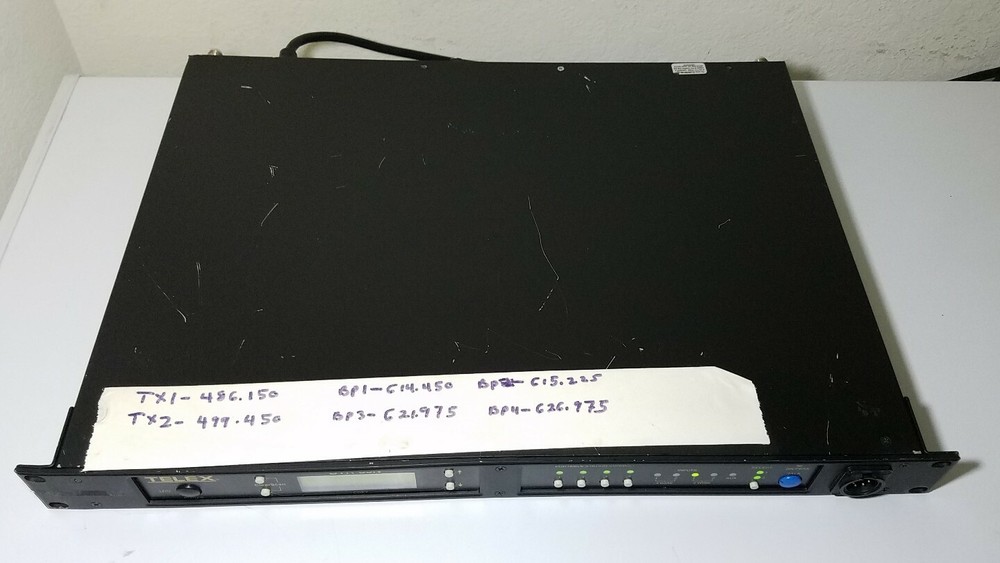 TX1- 486.150 BP1- 614.450 BP2- 615.225
TX2- 499.450 BP3- 621.975 BP4- 626.975
TELEX